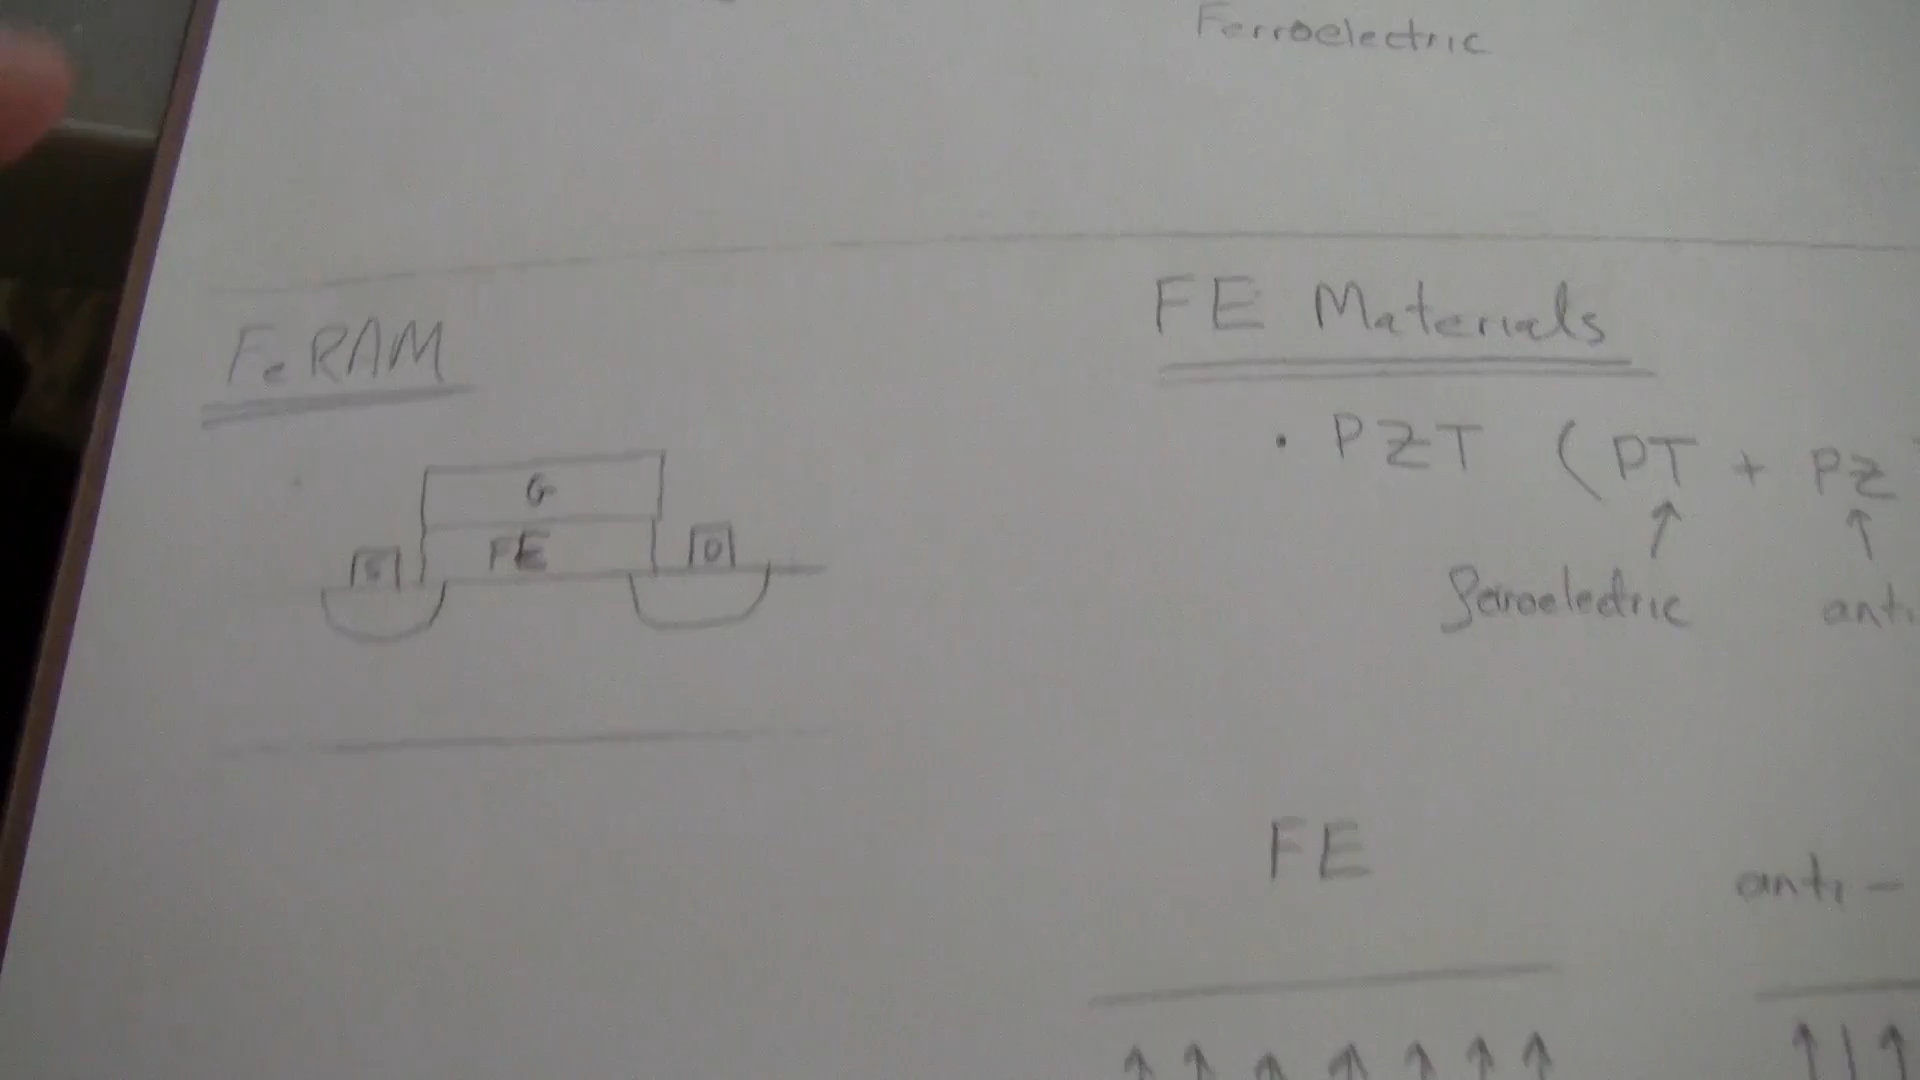 Ferroelectric
FeRAM
G
FE
S
D
FE Materials
· PZT (PT + PZ
ferroelectric anti
FE
anti-